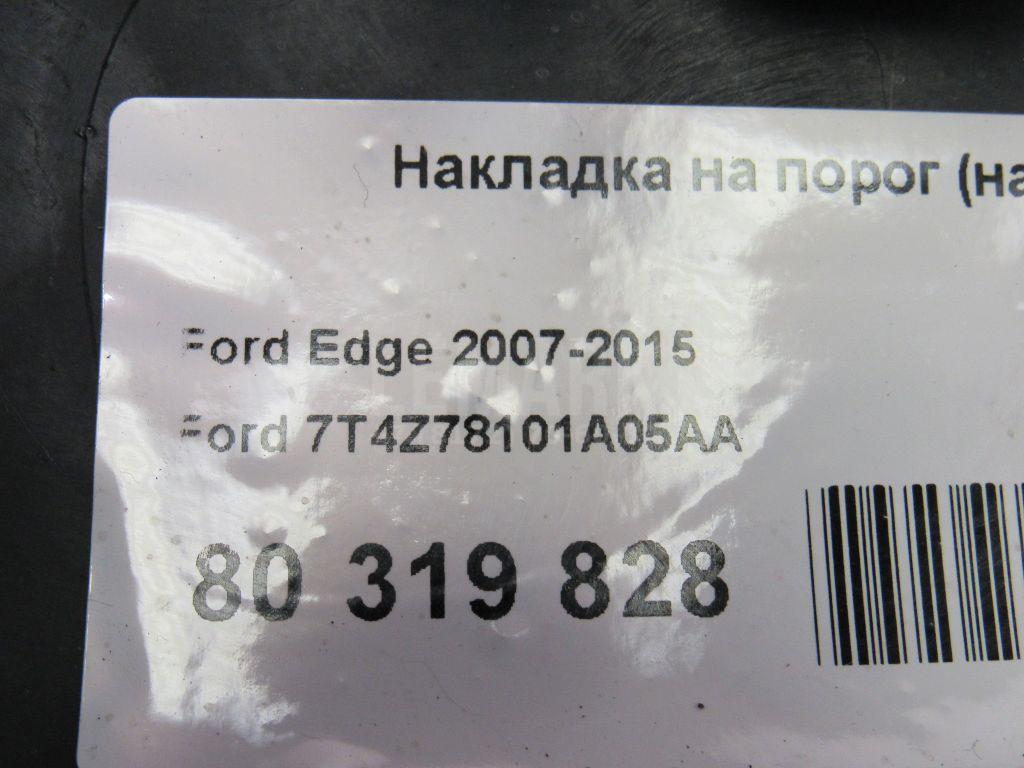 Накладка на порог (на
Ford Edge 2007-2015
Ford 7T4Z78101A05AA
80 319 828